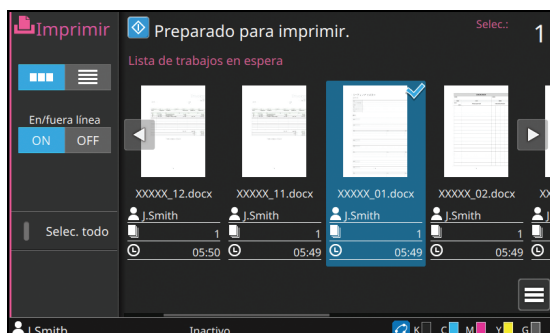 Imprimir
Preparado para imprimir.
Selec.:
1
Lista de trabajos en espera
En/fuera línea
ON OFF
Selec. todo
XXXXX_12.docx
J.Smith
1
05:50
XXXXX_11.docx
J.Smith
1
05:49
XXXXX_01.docx
J.Smith
1
05:49
XXXXX_02.docx
J.Smith
1
05:49
J.Smith
Inactivo
K C M Y G